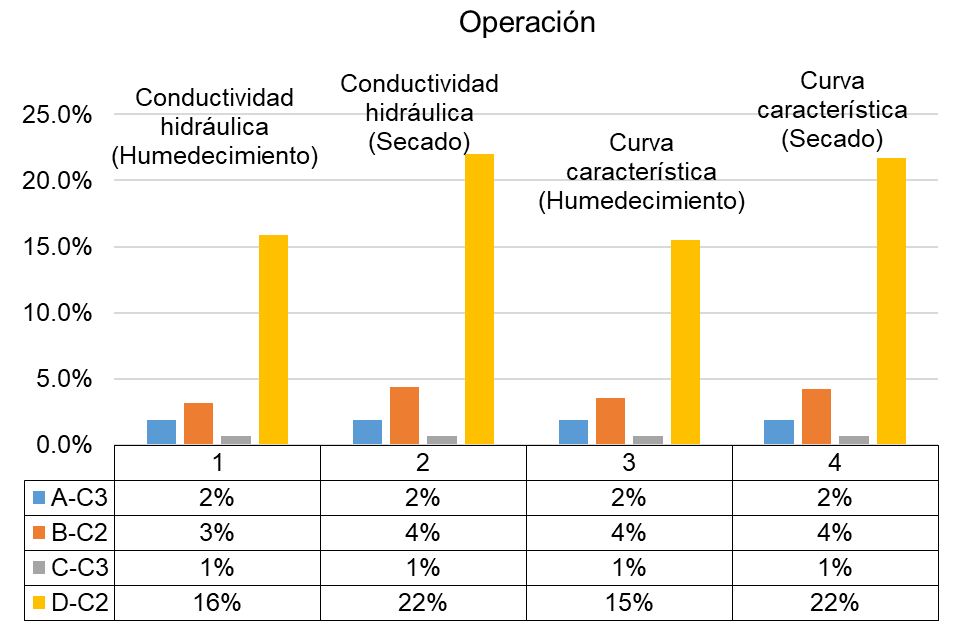 Operación
Conductividad
hidráulica
(Humedecimiento)
Conductividad
hidráulica
(Secado)
Curva
característica
(Humedecimiento)
Curva
característica
(Secado)
25.0%
20.0%
15.0%
10.0%
5.0%
0.0%
1 2 3 4
A-C3 2% 2% 2% 2%
B-C2 3% 4% 4% 4%
C-C3 1% 1% 1% 1%
D-C2 16% 22% 15% 22%